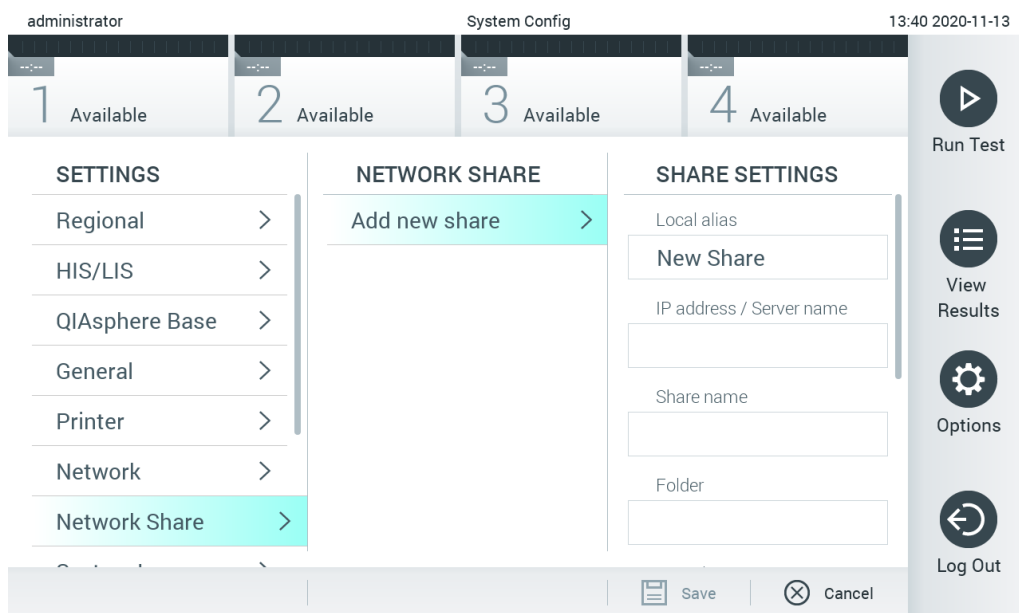 administrator
System Config
13:40 2020-11-13
--:--
--:--
--:--
--:--
1 Available
2 Available
3 Available
4 Available
SETTINGS
Regional
HIS/LIS
QIAsphere Base
General
Printer
Network
Network Share
NETWORK SHARE
Add new share
SHARE SETTINGS
Local alias
New Share
IP address / Server name
Share name
Folder
Save
Cancel
Run Test
View
Results
Options
Log Out